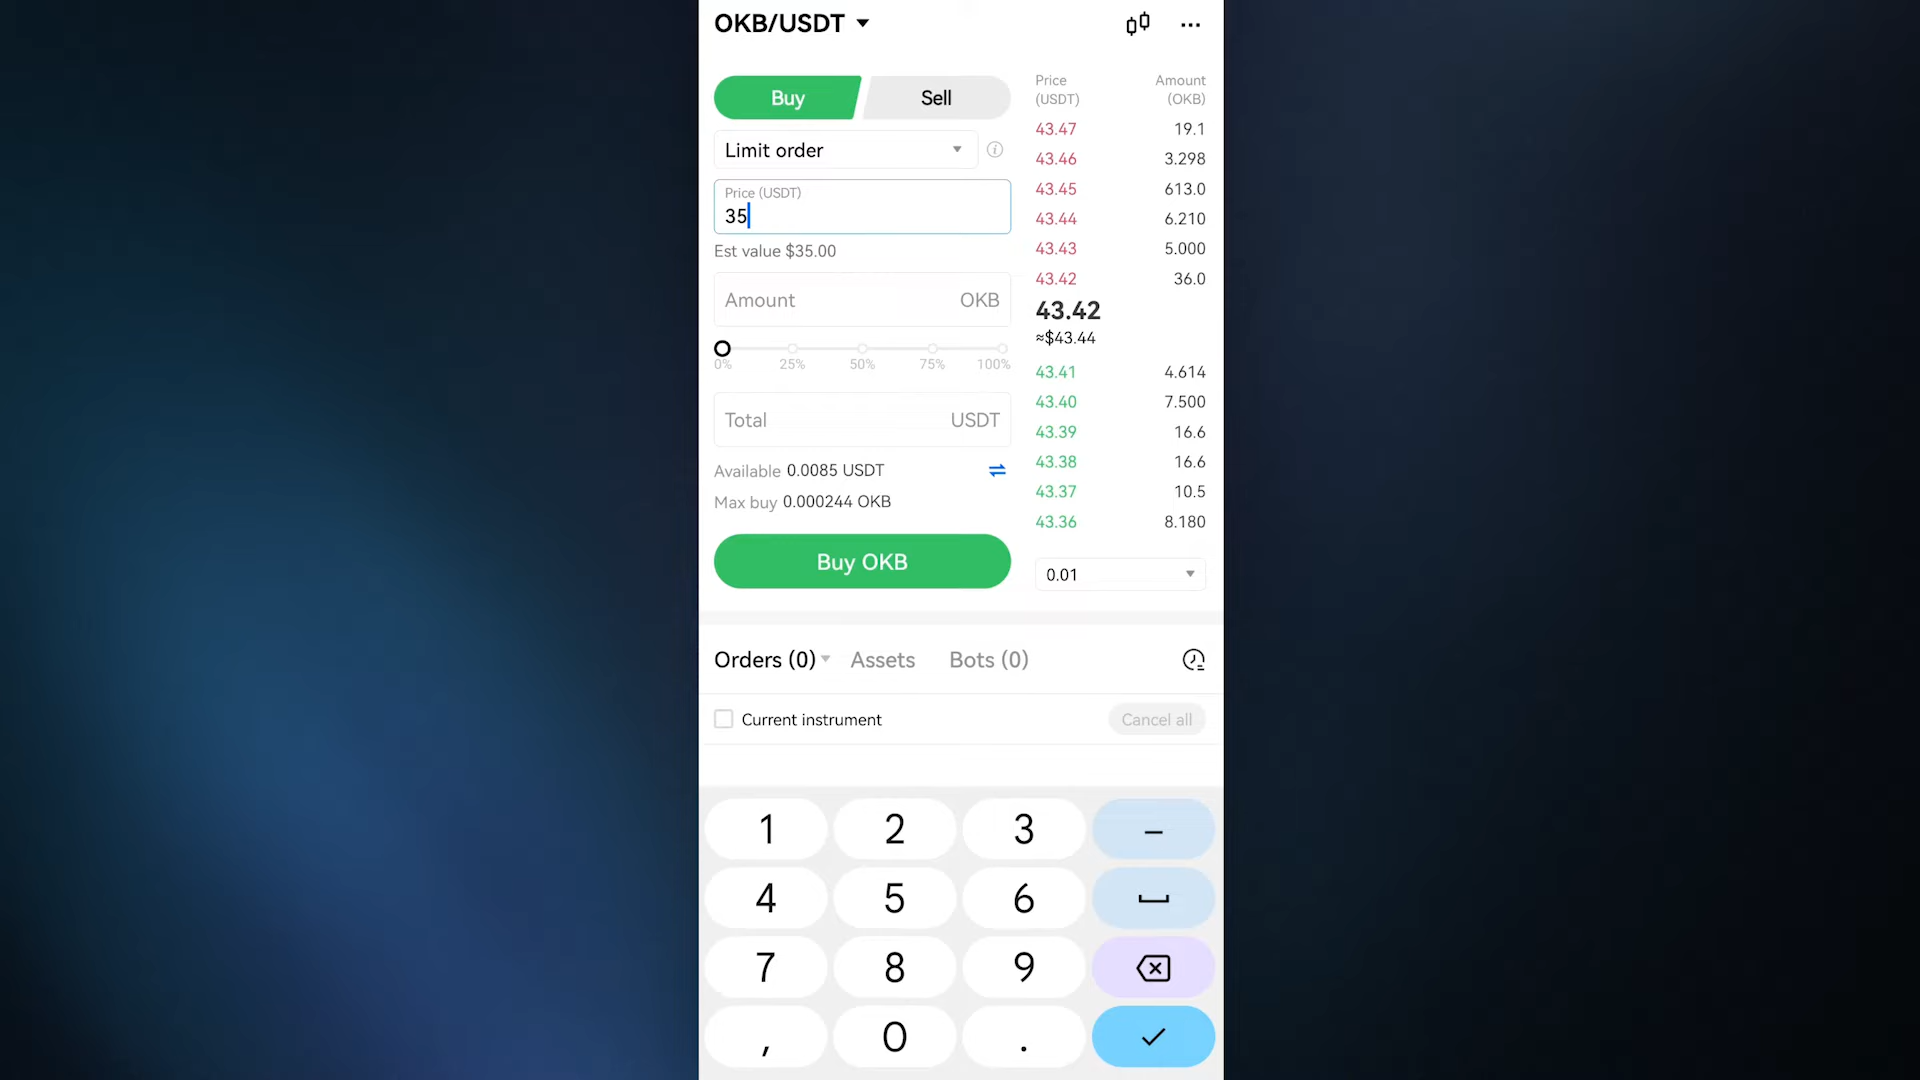 OKB/USDT
Buy Sell
Limit order
Price (USDT)
35
Est value $35.00
Amount OKB
0% 25% 50% 75% 100%
Total USDT
Available 0.0085 USDT
Max buy 0.000244 OKB
Buy OKB
Price Amount
(USDT) (OKB)
43.47 19.1
43.46 3.298
43.45 613.0
43.44 6.210
43.43 5.000
43.42 36.0
43.42
≈$43.44
43.41 4.614
43.40 7.500
43.39 16.6
43.38 16.6
43.37 10.5
43.36 8.180
0.01
Orders (0) Assets Bots (0)
Current instrument Cancel all
1 2 3 –
4 5 6
7 8 9
, 0 .